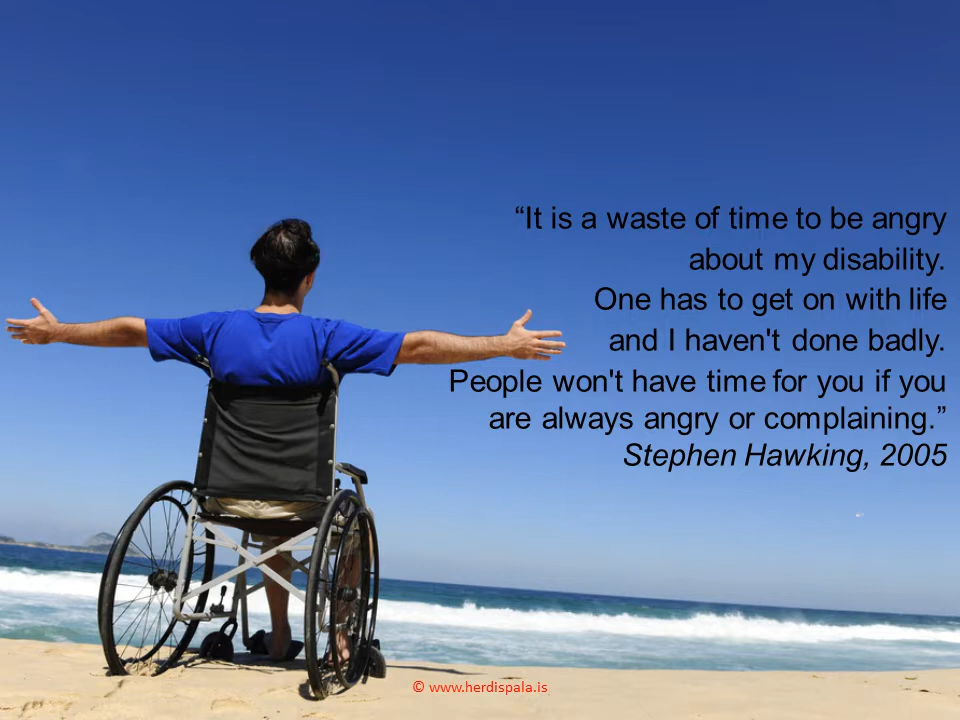 “It is a waste of time to be angry
about my disability.
One has to get on with life
and I haven't done badly.
People won't have time for you if you
are always angry or complaining.”
Stephen Hawking, 2005
© www.herdispala.is